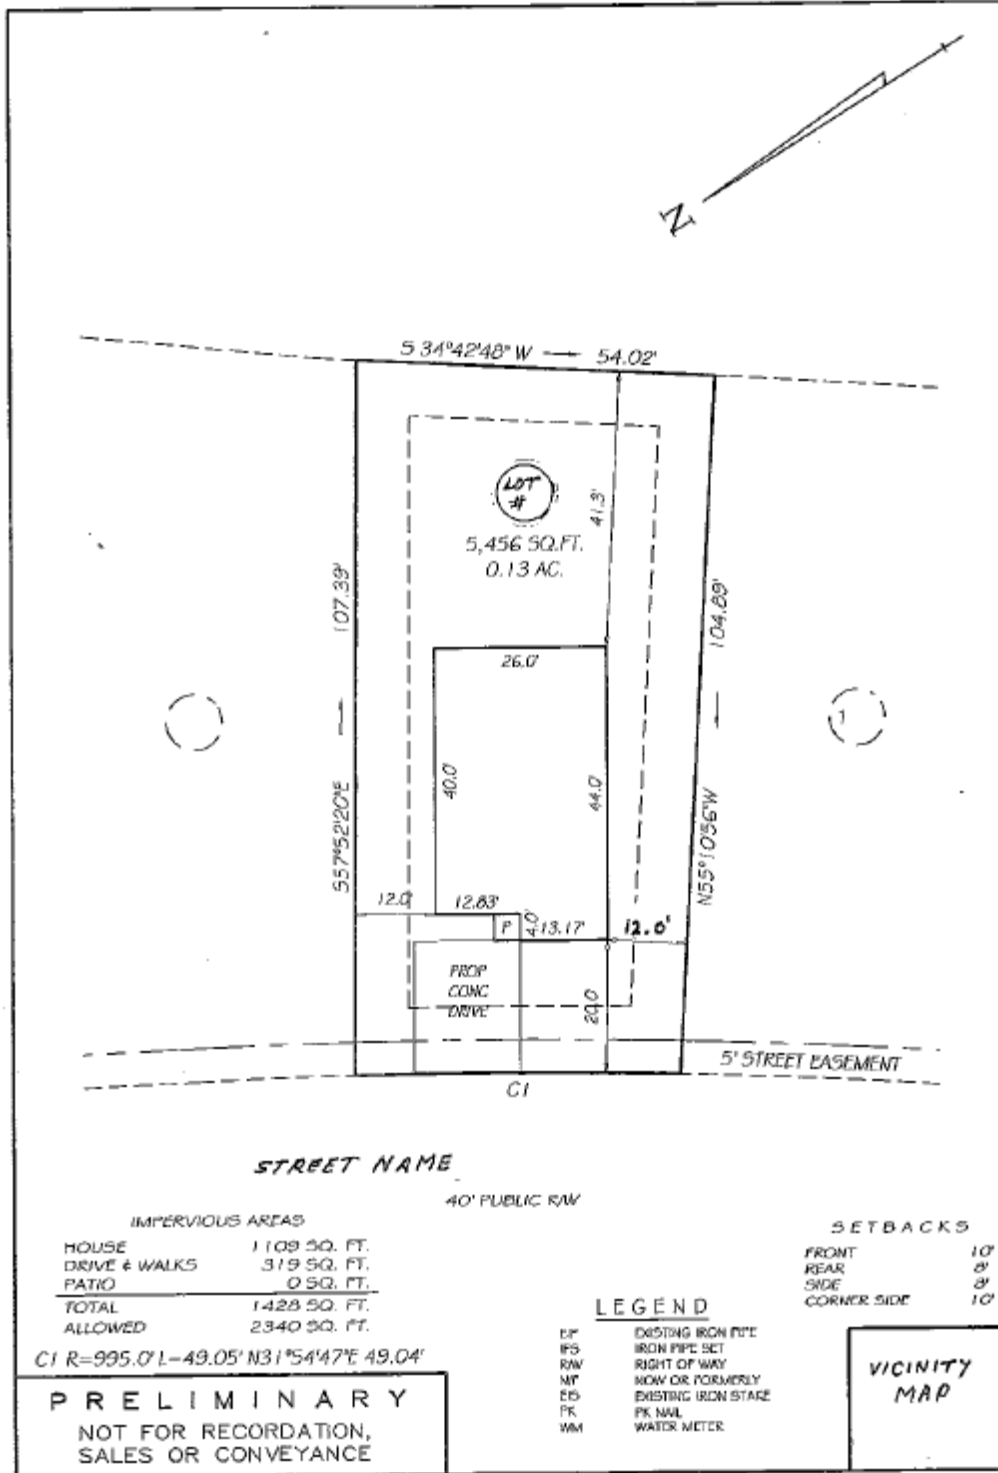 N
S 34°42'48" W 54.02'
LOT
#
5,456 SQ.FT.
0.13 AC.
41.3'
107.39'
S57°52'20"E
104.89'
N55°10'56"W
26.0'
40.0'
44.0'
12.0'
12.83'
P
4.0'
13.17'
12.0'
PROP
CONC
DRIVE
20.0'
5' STREET EASEMENT
C1
STREET NAME
40' PUBLIC R/W
IMPERVIOUS AREAS
HOUSE 1109 SQ. FT.
DRIVE & WALKS 319 SQ. FT.
PATIO 0 SQ. FT.
TOTAL 1428 SQ. FT.
ALLOWED 2340 SQ. FT.
C1 R=995.0' L=49.05' N31°54'47"E 49.04'
SETBACKS
FRONT 10'
REAR 8'
SIDE 8'
CORNER SIDE 10'
LEGEND
EIP EXISTING IRON PIPE
IPS IRON PIPE SET
R/W RIGHT OF WAY
N/F NOW OR FORMERLY
EIS EXISTING IRON STAKE
PK PK NAIL
WM WATER METER
VICINITY
MAP
PRELIMINARY
NOT FOR RECORDATION,
SALES OR CONVEYANCE